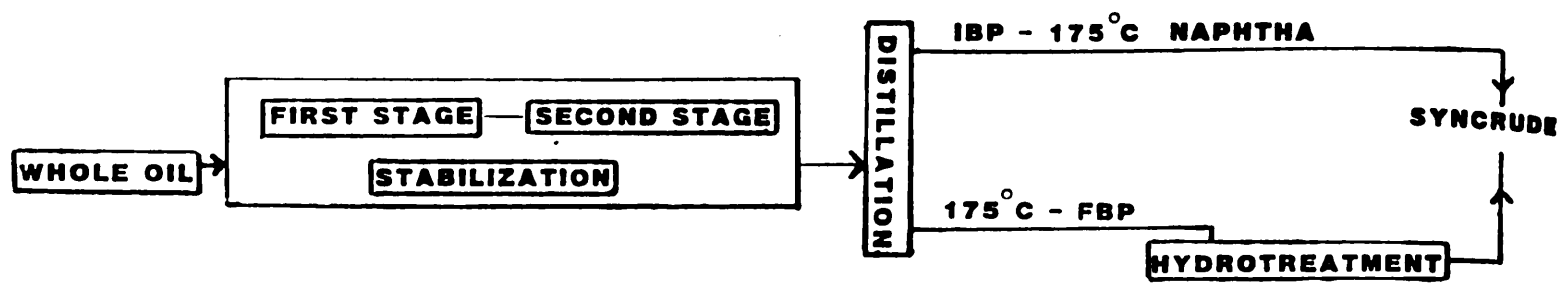 WHOLE OIL
FIRST STAGE
SECOND STAGE
STABILIZATION
DISTILLATION
IBP - 175°C NAPHTHA
175°C - FBP
HYDROTREATMENT
SYNCRUDE